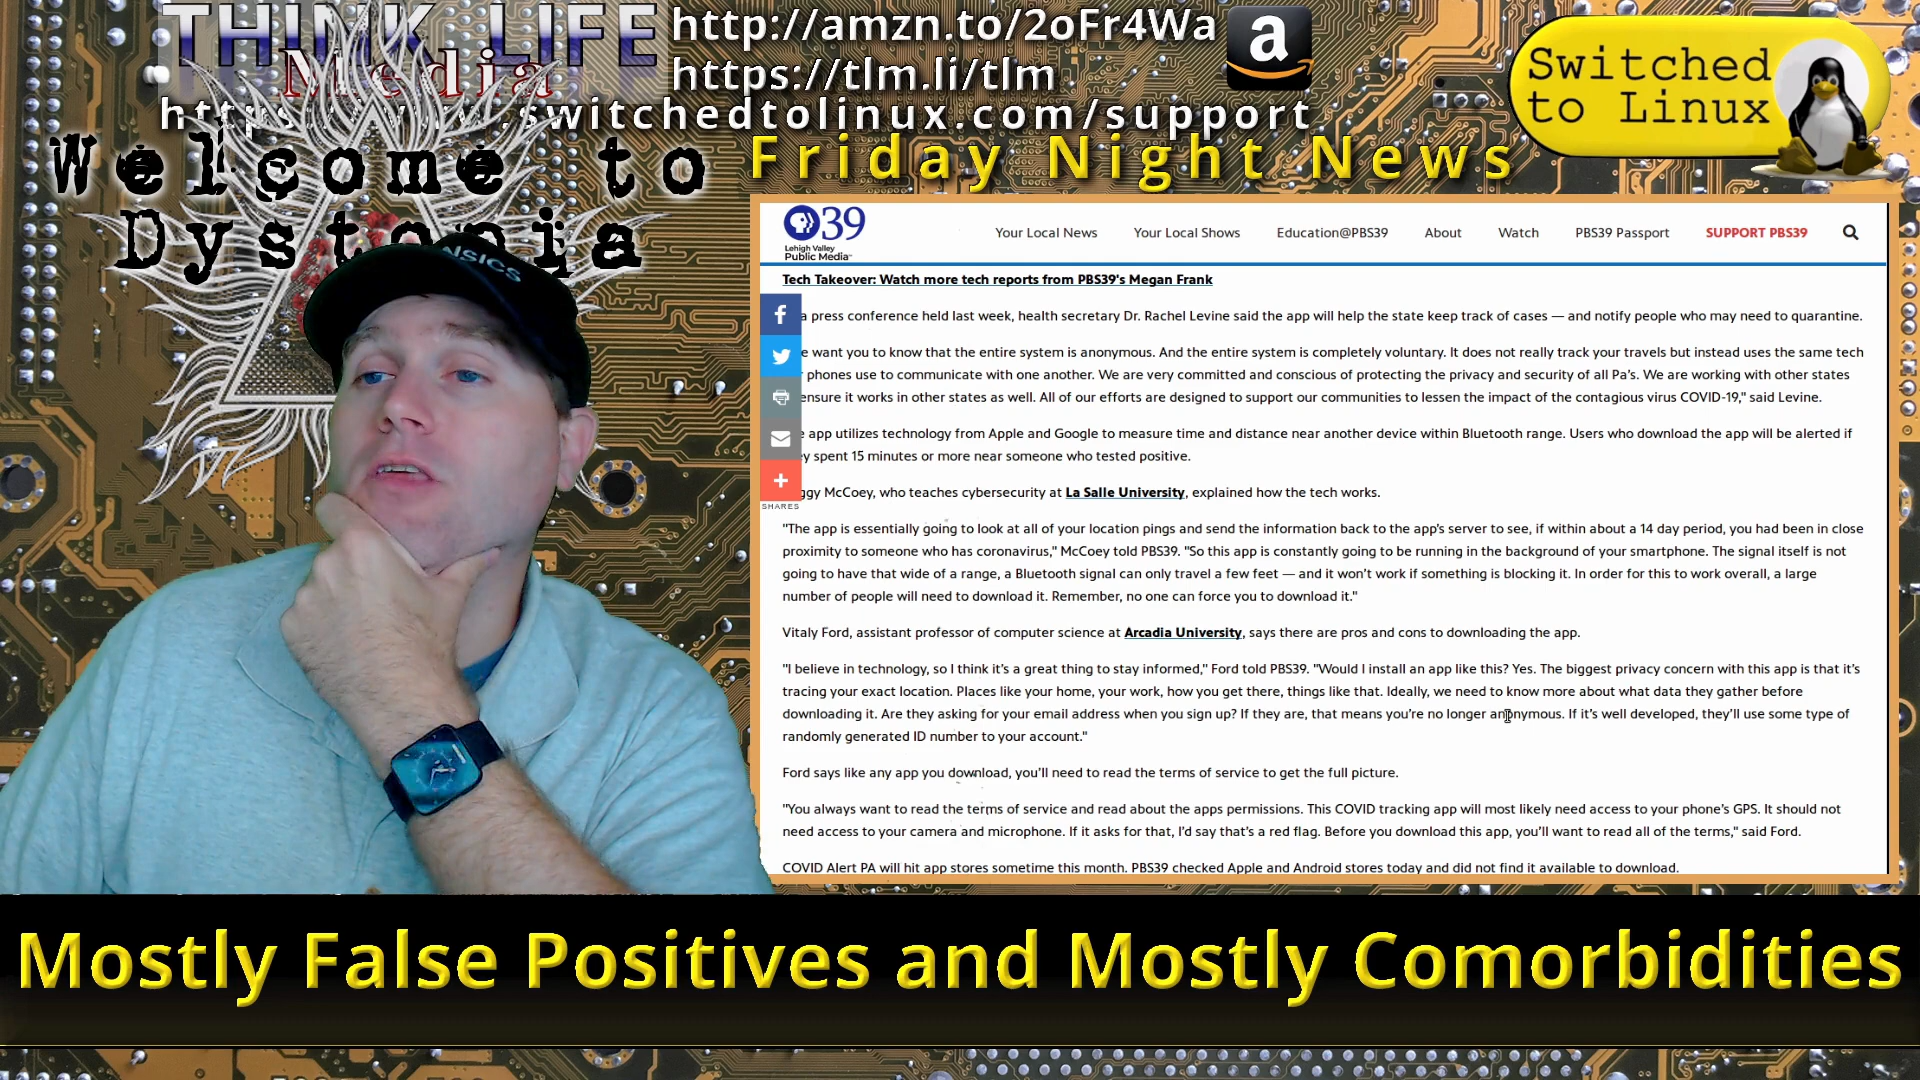 THINK LIFE
Media
http://amzn.to/2oFr4Wa
https://tlm.li/tlm
https://www.switchedtolinux.com/support
a
Switched
to Linux
Welcome to
Dystopia
Friday Night News
NSICS
39
Lehigh Valley
Public Media
Your Local News
Your Local Shows
Education@PBS39
About
Watch
PBS39 Passport
SUPPORT PBS39
Tech Takeover: Watch more tech reports from PBS39's Megan Frank
a press conference held last week, health secretary Dr. Rachel Levine said the app will help the state keep track of cases — and notify people who may need to quarantine.
e want you to know that the entire system is anonymous. And the entire system is completely voluntary. It does not really track your travels but instead uses the same tech
phones use to communicate with one another. We are very committed and conscious of protecting the privacy and security of all Pa's. We are working with other states
ensure it works in other states as well. All of our efforts are designed to support our communities to lessen the impact of the contagious virus COVID-19," said Levine.
e app utilizes technology from Apple and Google to measure time and distance near another device within Bluetooth range. Users who download the app will be alerted if
y spent 15 minutes or more near someone who tested positive.
ggy McCoey, who teaches cybersecurity at La Salle University, explained how the tech works.
SHARES
"The app is essentially going to look at all of your location pings and send the information back to the app's server to see, if within about a 14 day period, you had been in close
proximity to someone who has coronavirus," McCoey told PBS39. "So this app is constantly going to be running in the background of your smartphone. The signal itself is not
going to have that wide of a range, a Bluetooth signal can only travel a few feet — and it won't work if something is blocking it. In order for this to work overall, a large
number of people will need to download it. Remember, no one can force you to download it."
Vitaly Ford, assistant professor of computer science at Arcadia University, says there are pros and cons to downloading the app.
"I believe in technology, so I think it's a great thing to stay informed," Ford told PBS39. "Would I install an app like this? Yes. The biggest privacy concern with this app is that it's
tracing your exact location. Places like your home, your work, how you get there, things like that. Ideally, we need to know more about what data they gather before
downloading it. Are they asking for your email address when you sign up? If they are, that means you're no longer anonymous. If it's well developed, they'll use some type of
randomly generated ID number to your account."
Ford says like any app you download, you'll need to read the terms of service to get the full picture.
"You always want to read the terms of service and read about the apps permissions. This COVID tracking app will most likely need access to your phone's GPS. It should not
need access to your camera and microphone. If it asks for that, I'd say that's a red flag. Before you download this app, you'll want to read all of the terms," said Ford.
COVID Alert PA will hit app stores sometime this month. PBS39 checked Apple and Android stores today and did not find it available to download.
Mostly False Positives and Mostly Comorbidities